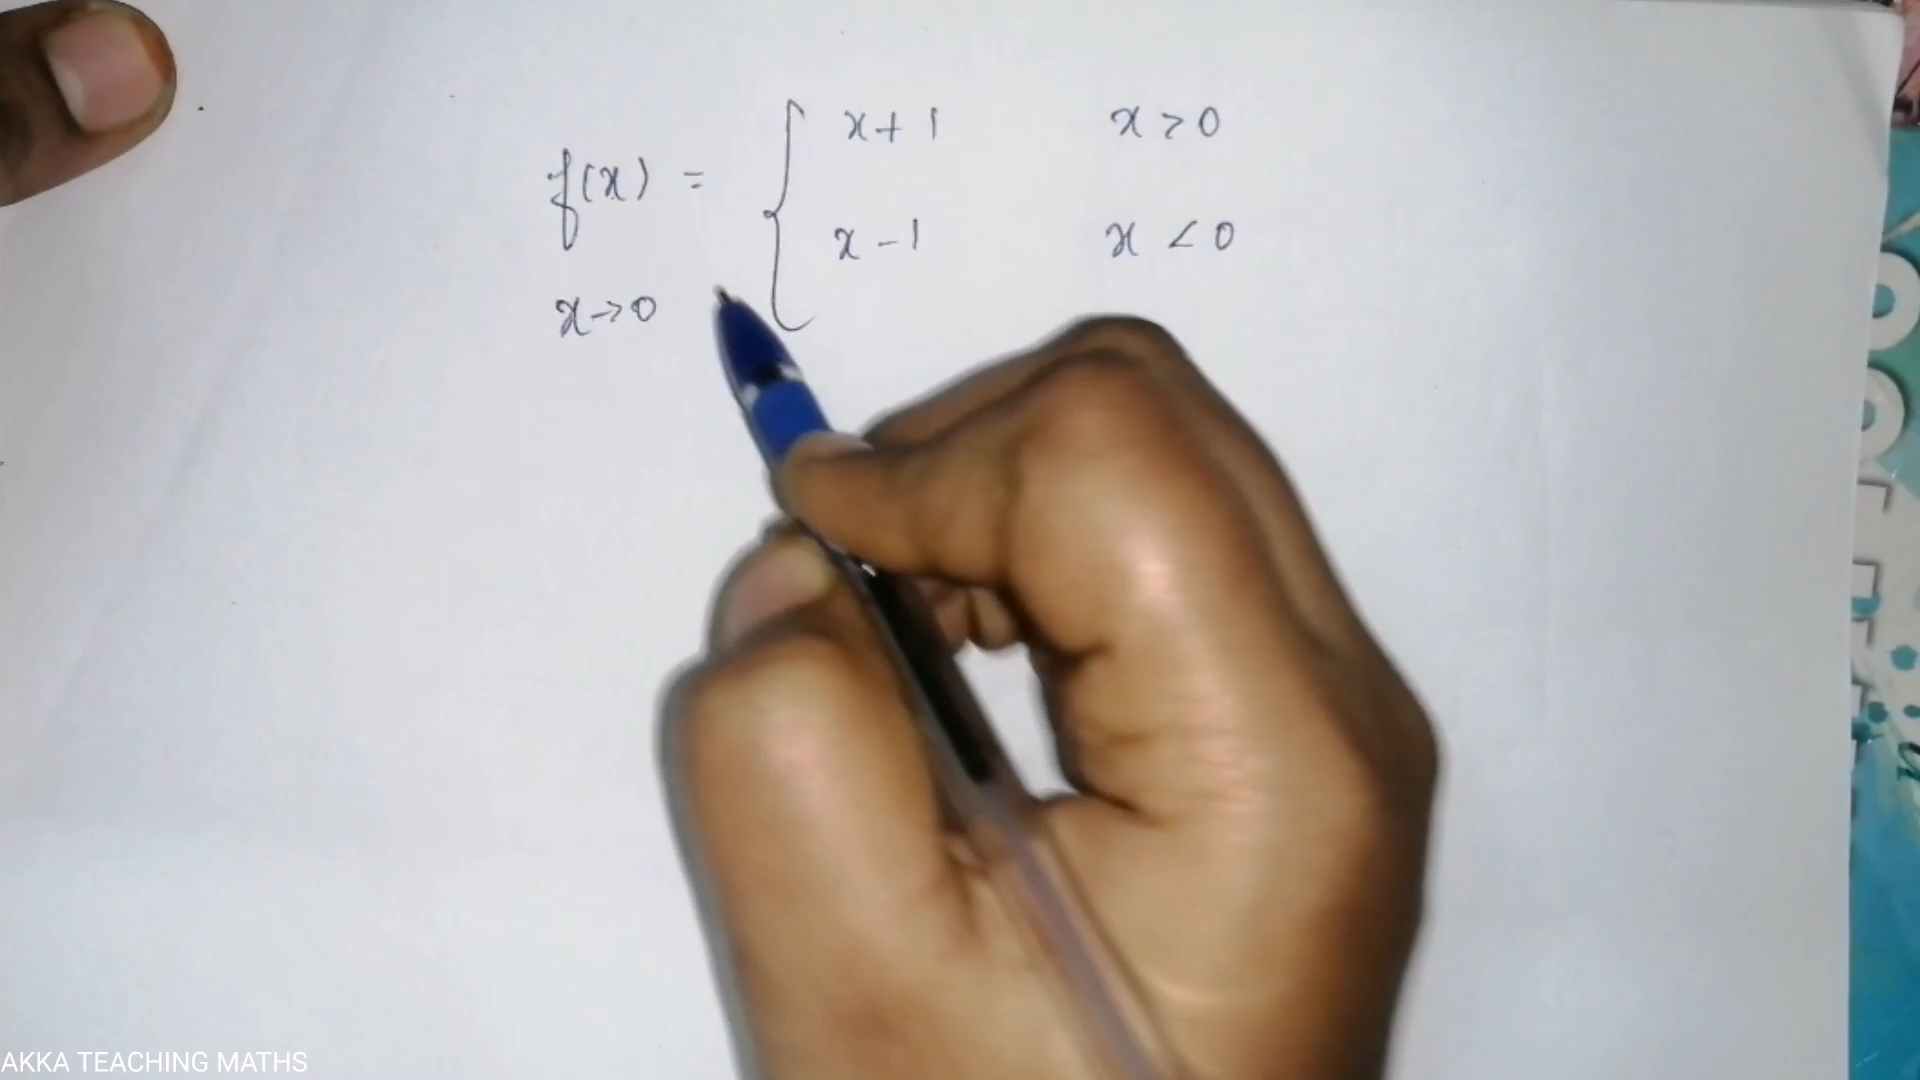 f(x) = { x+1 x>0
x-1 x<0
x→0
AKKA TEACHING MATHS